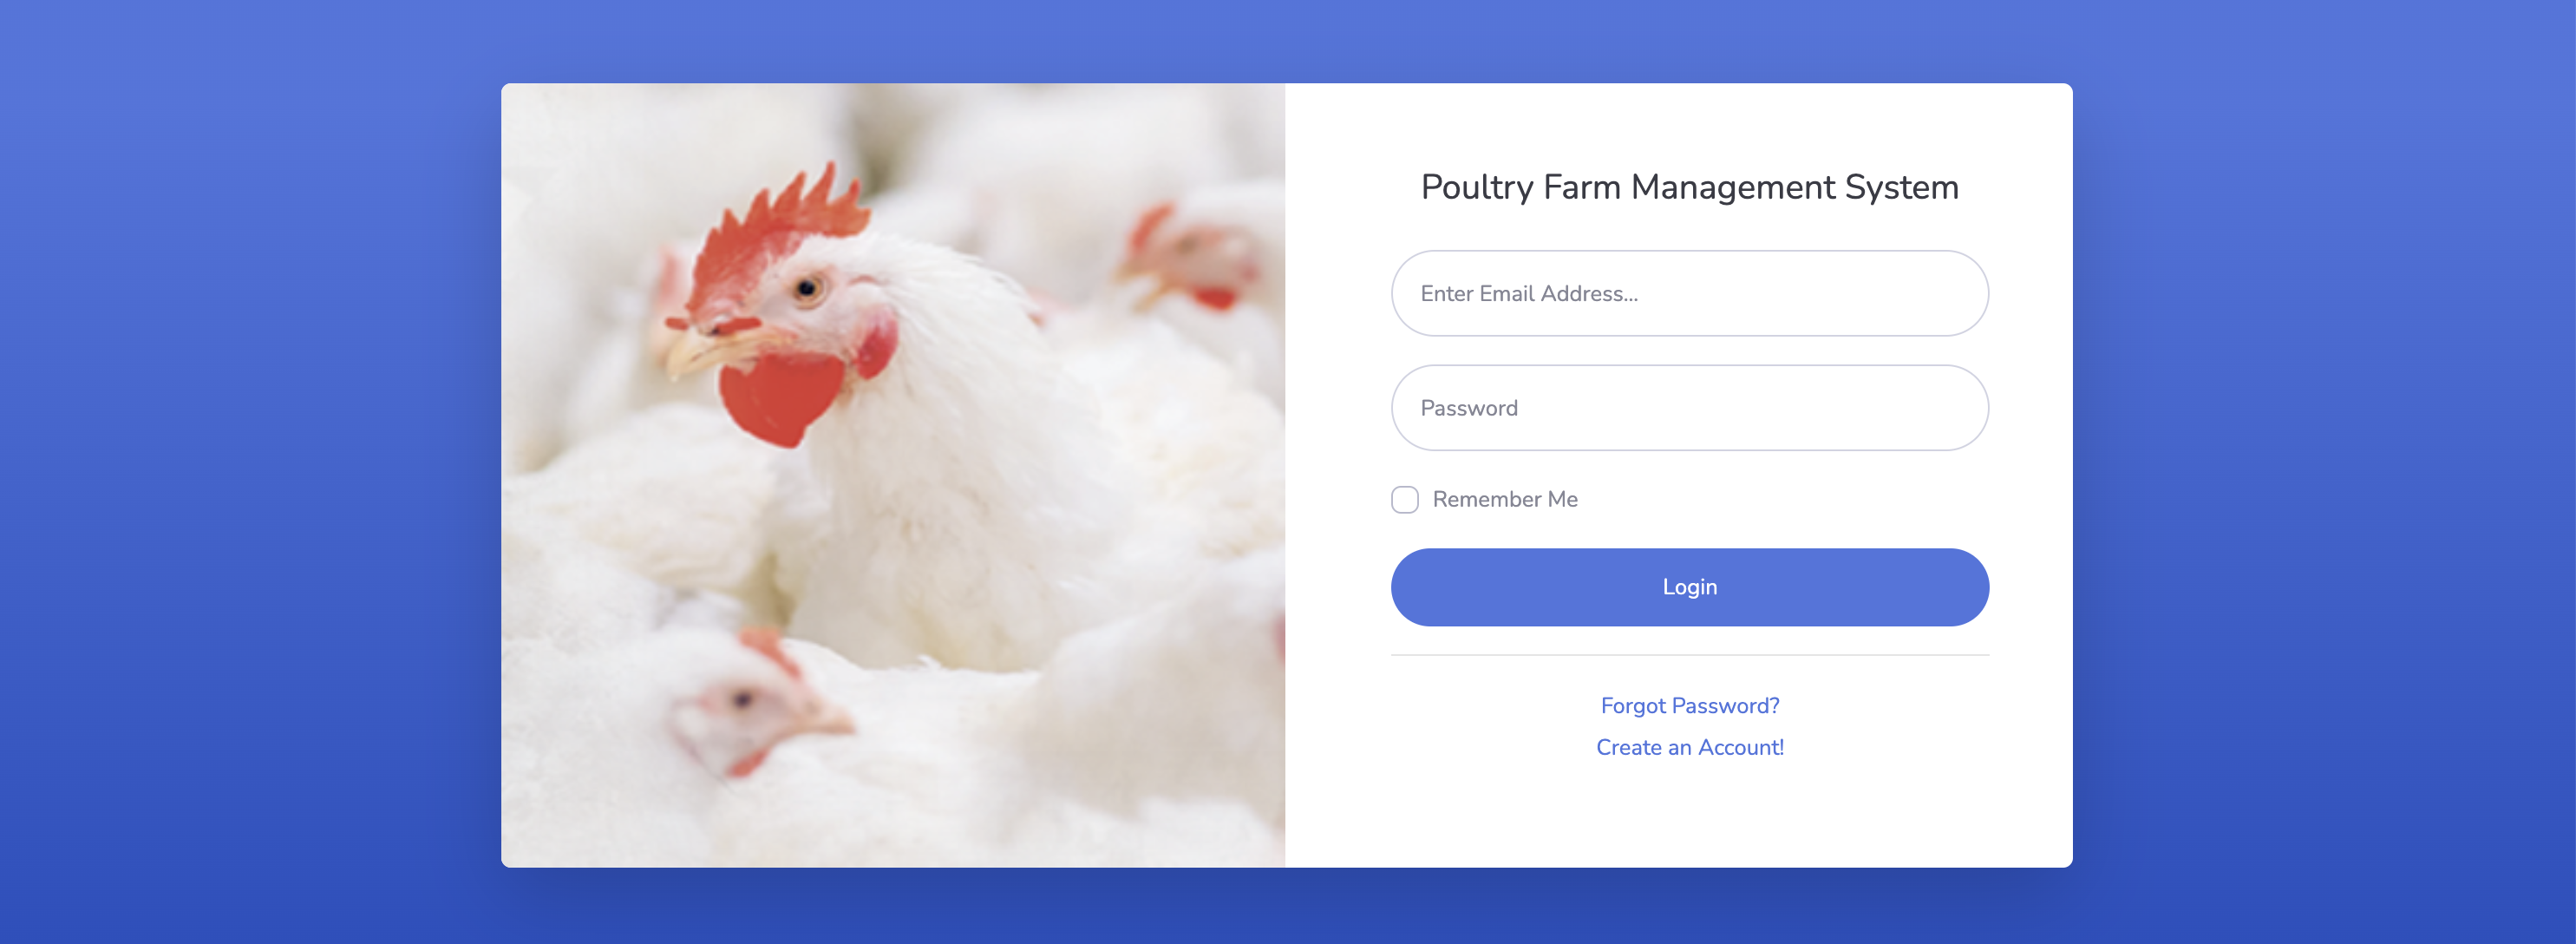 Poultry Farm Management System
Enter Email Address...
Password
Remember Me
Login
Forgot Password?
Create an Account!